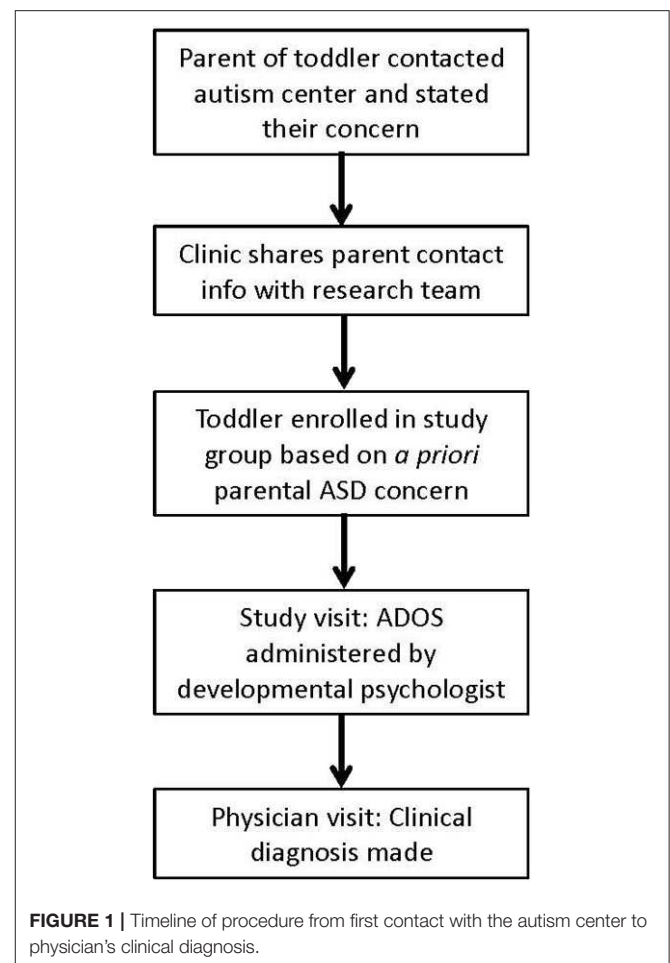 Parent of toddler contacted
autism center and stated
their concern
Clinic shares parent contact
info with research team
Toddler enrolled in study
group based on a priori
parental ASD concern
Study visit: ADOS
administered by
developmental psychologist
Physician visit: Clinical
diagnosis made
FIGURE 1 | Timeline of procedure from first contact with the autism center to
physician’s clinical diagnosis.